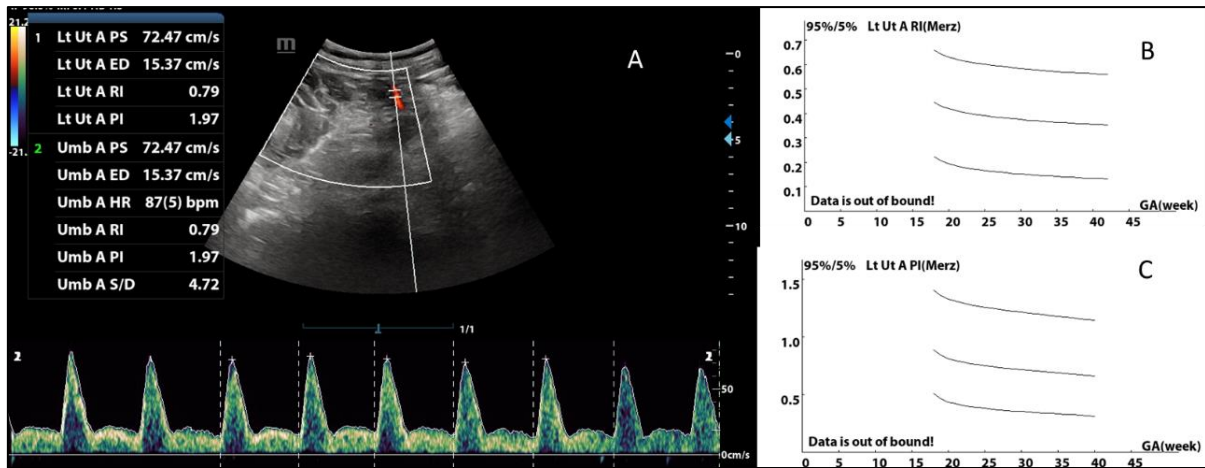 21.2
1 Lt Ut A PS 72.47 cm/s
Lt Ut A ED 15.37 cm/s
Lt Ut A RI 0.79
Lt Ut A PI 1.97
2 Umb A PS 72.47 cm/s
Umb A ED 15.37 cm/s
Umb A HR 87(5) bpm
Umb A RI 0.79
Umb A PI 1.97
Umb A S/D 4.72
-21.
m
A
0
5
10
1/1
2 2
50
0cm/s
95%/5% Lt Ut A RI(Merz)
B
0.7
0.6
0.5
0.4
0.3
0.2
0.1
Data is out of bound!
GA(week)
0 5 10 15 20 25 30 35 40 45
95%/5% Lt Ut A PI(Merz)
C
1.5
1.0
0.5
Data is out of bound!
GA(week)
0 5 10 15 20 25 30 35 40 45